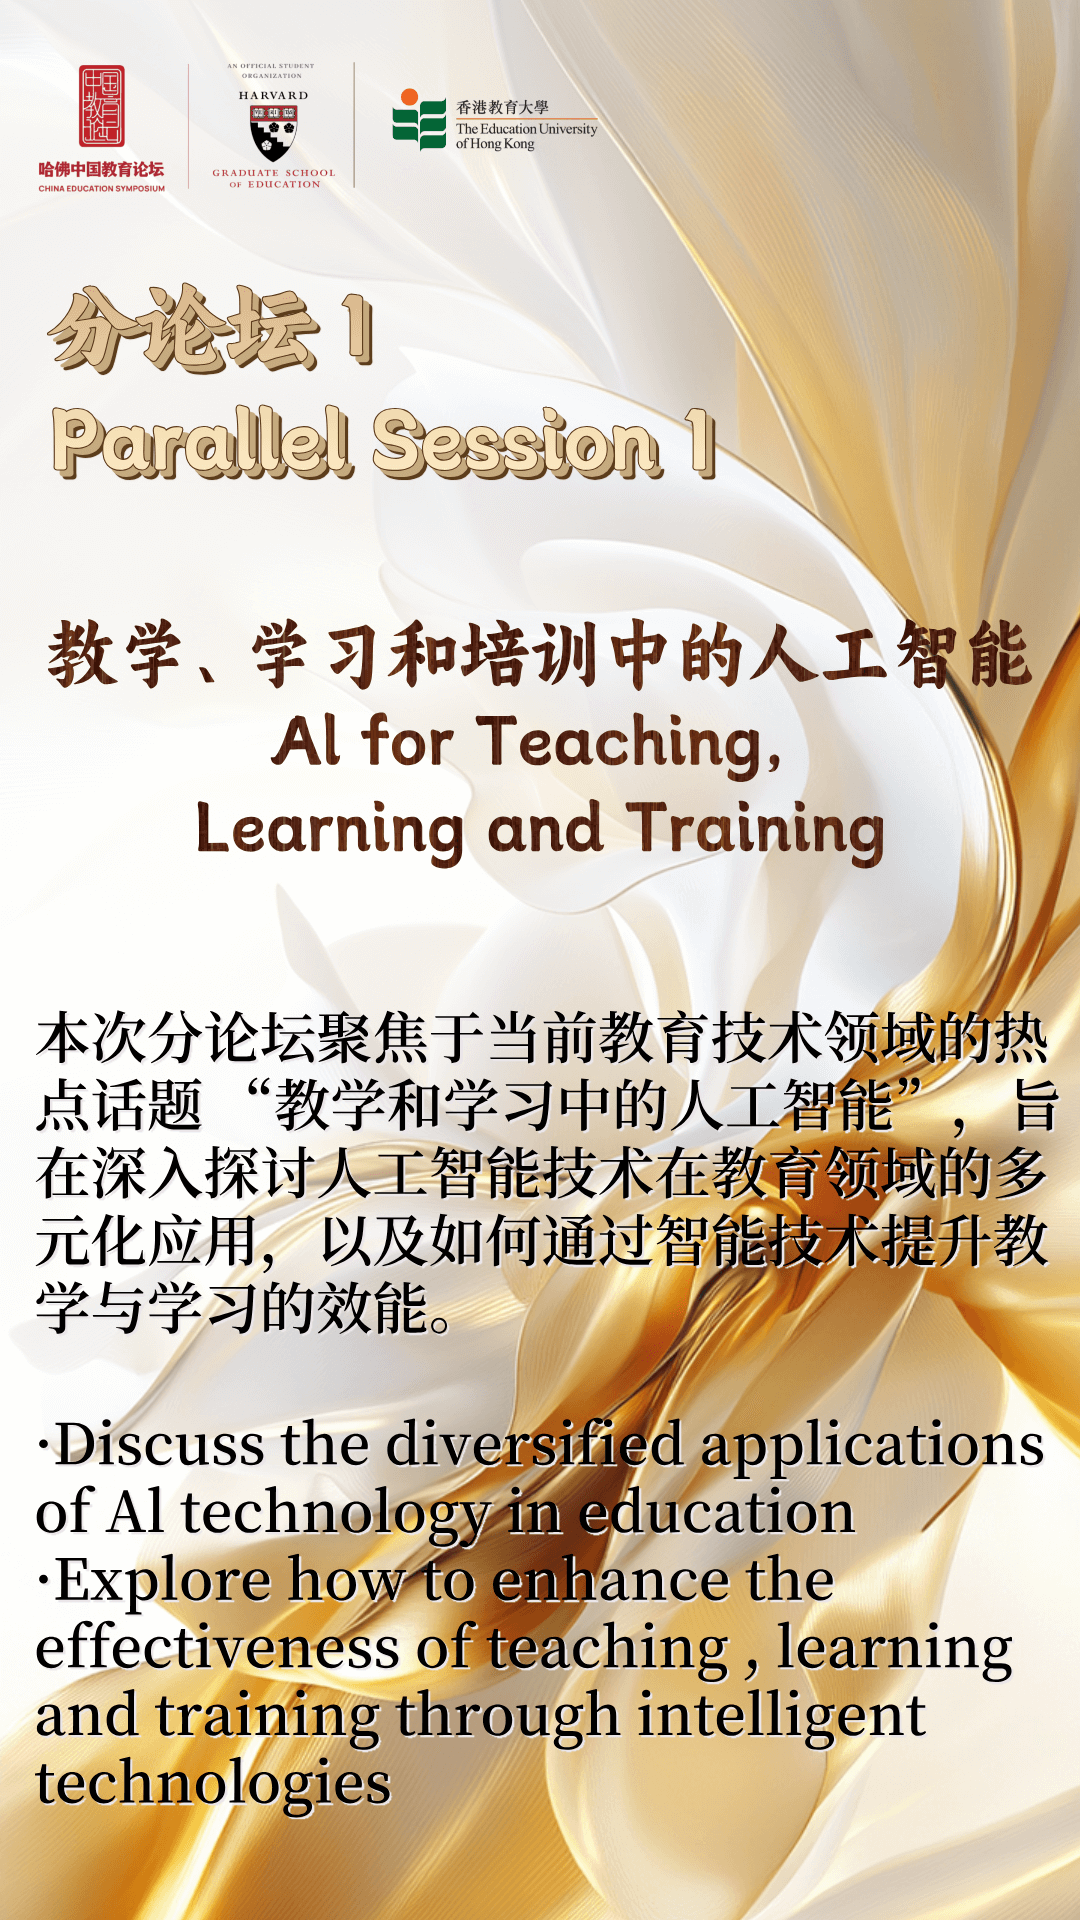 中国教育论坛
哈佛中国教育论坛
CHINA EDUCATION SYMPOSIUM
AN OFFICIAL STUDENT
ORGANIZATION
HARVARD
GRADUATE SCHOOL
OF EDUCATION
香港教育大學
The Education University
of Hong Kong
分论坛 1
Parallel Session 1
教学、学习和培训中的人工智能
Al for Teaching,
Learning and Training
本次分论坛聚焦于当前教育技术领域的热
点话题 “教学和学习中的人工智能”，旨
在深入探讨人工智能技术在教育领域的多
元化应用，以及如何通过智能技术提升教
学与学习的效能。
·Discuss the diversified applications
of Al technology in education
·Explore how to enhance the
effectiveness of teaching , learning
and training through intelligent
technologies